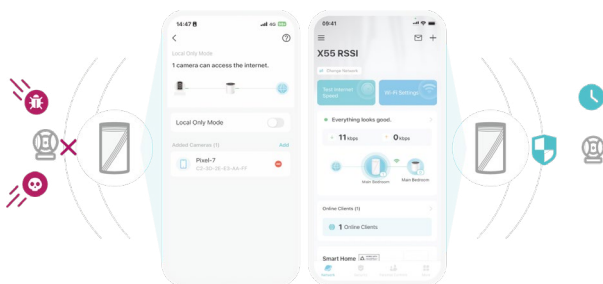 14:47
4G
Local Only Mode
1 camera can access the internet.
Local Only Mode
Added Cameras (1)
Add
Pixel-7
09:41
X55 RSSI
Change Network
Test Internet
Speed
Wi-Fi Settings
Everything looks good.
11 kbps
0 kbps
Main Bedroom
Main Bedroom
Online Clients (1)
1 Online Clients
Smart Home
Network